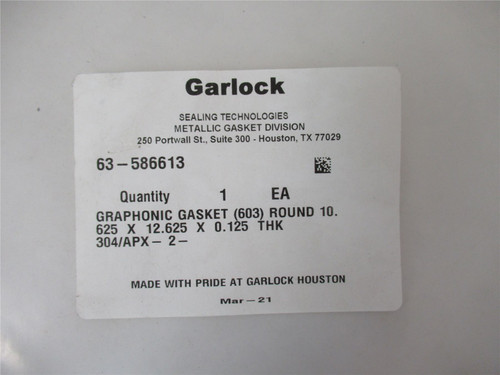 Garlock
SEALING TECHNOLOGIES
METALLIC GASKET DIVISION
250 Portwall St., Suite 300 - Houston, TX 77029
63-586613
Quantity 1 EA
GRAPHONIC GASKET (603) ROUND 10.
625 X 12.625 X 0.125 THK
304/APX- 2-
MADE WITH PRIDE AT GARLOCK HOUSTON
Mar-21